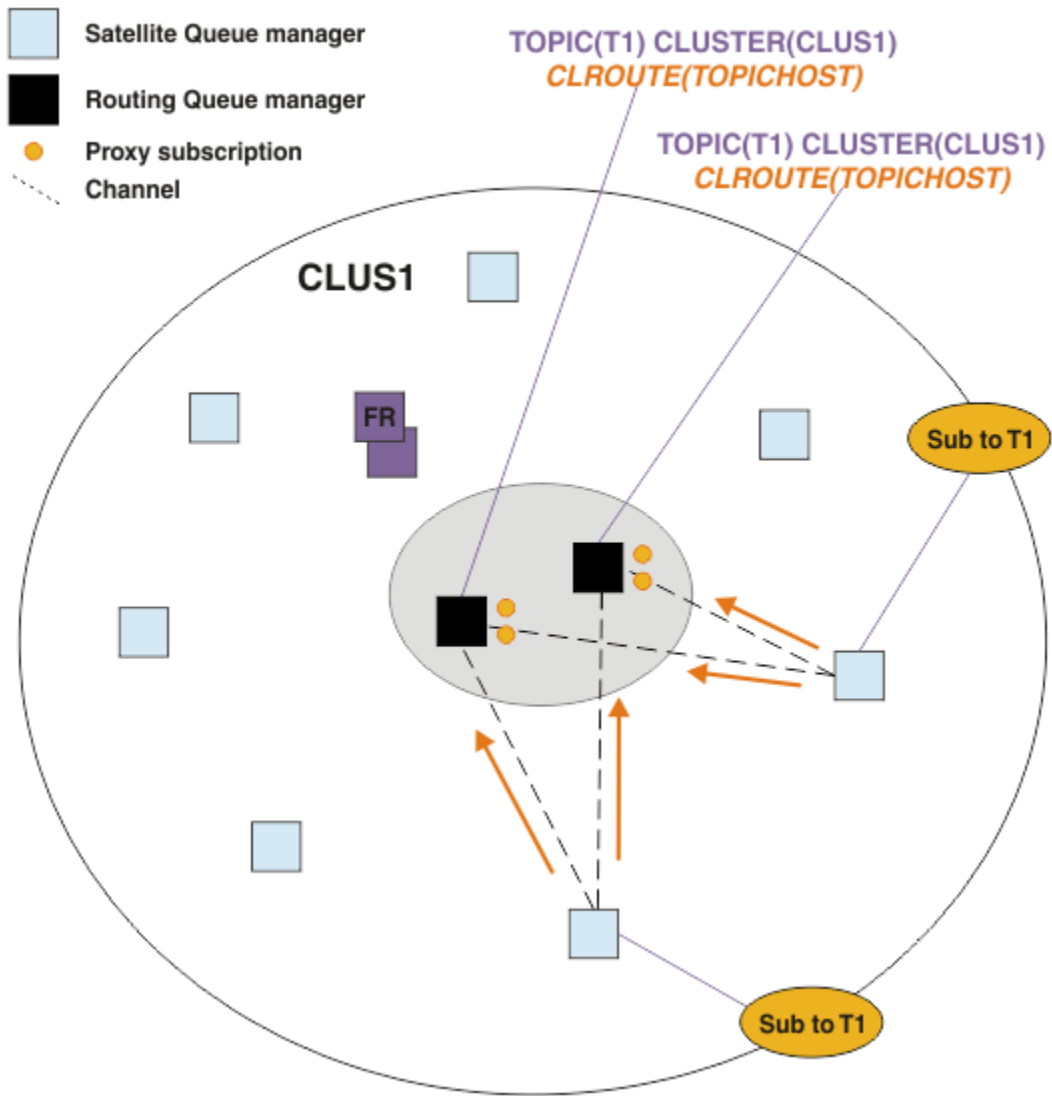 Satellite Queue manager
Routing Queue manager
Proxy subscription
Channel
TOPIC(T1) CLUSTER(CLUS1)
CLROUTE(TOPICHOST)
TOPIC(T1) CLUSTER(CLUS1)
CLROUTE(TOPICHOST)
CLUS1
FR
Sub to T1
Sub to T1